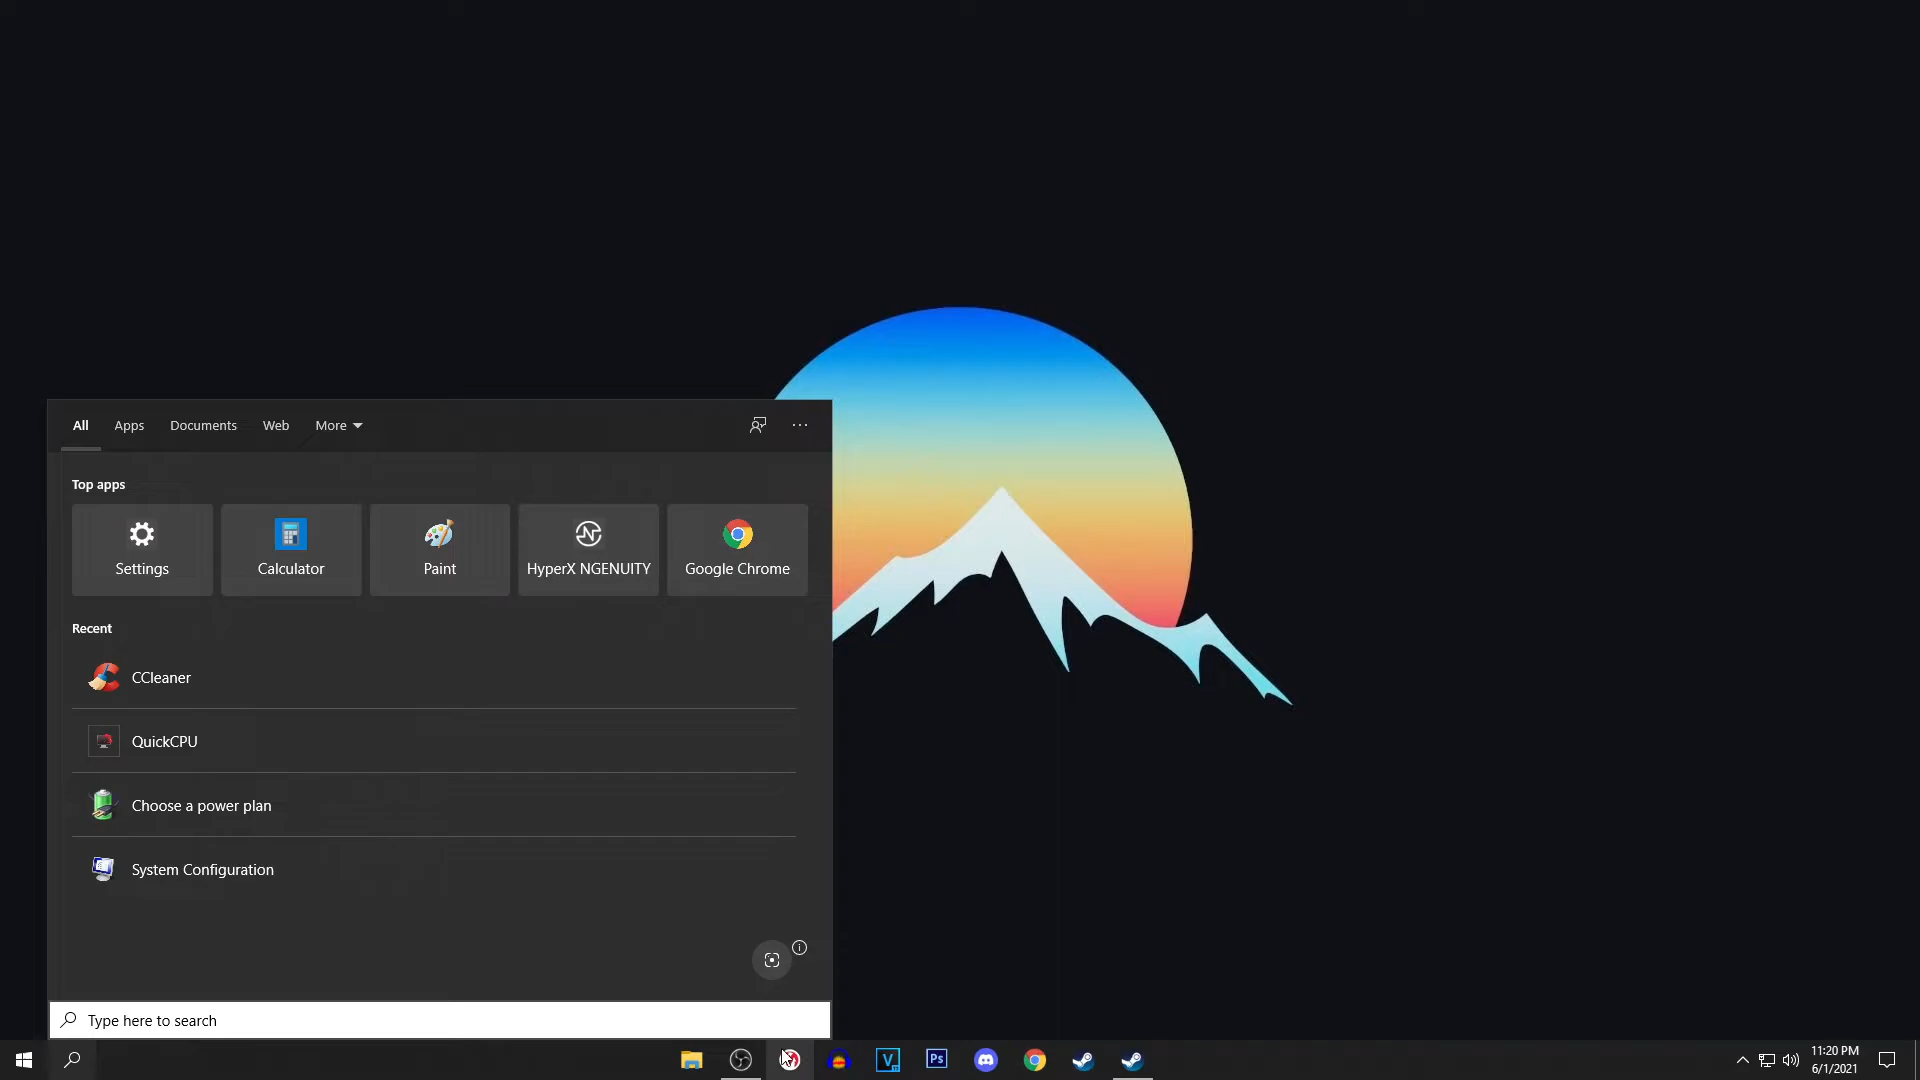 All Apps Documents Web More
Top apps
Settings Calculator Paint HyperX NGENUITY Google Chrome
Recent
CCleaner
QuickCPU
Choose a power plan
System Configuration
Type here to search
V
Ps
11:20 PM
6/1/2021